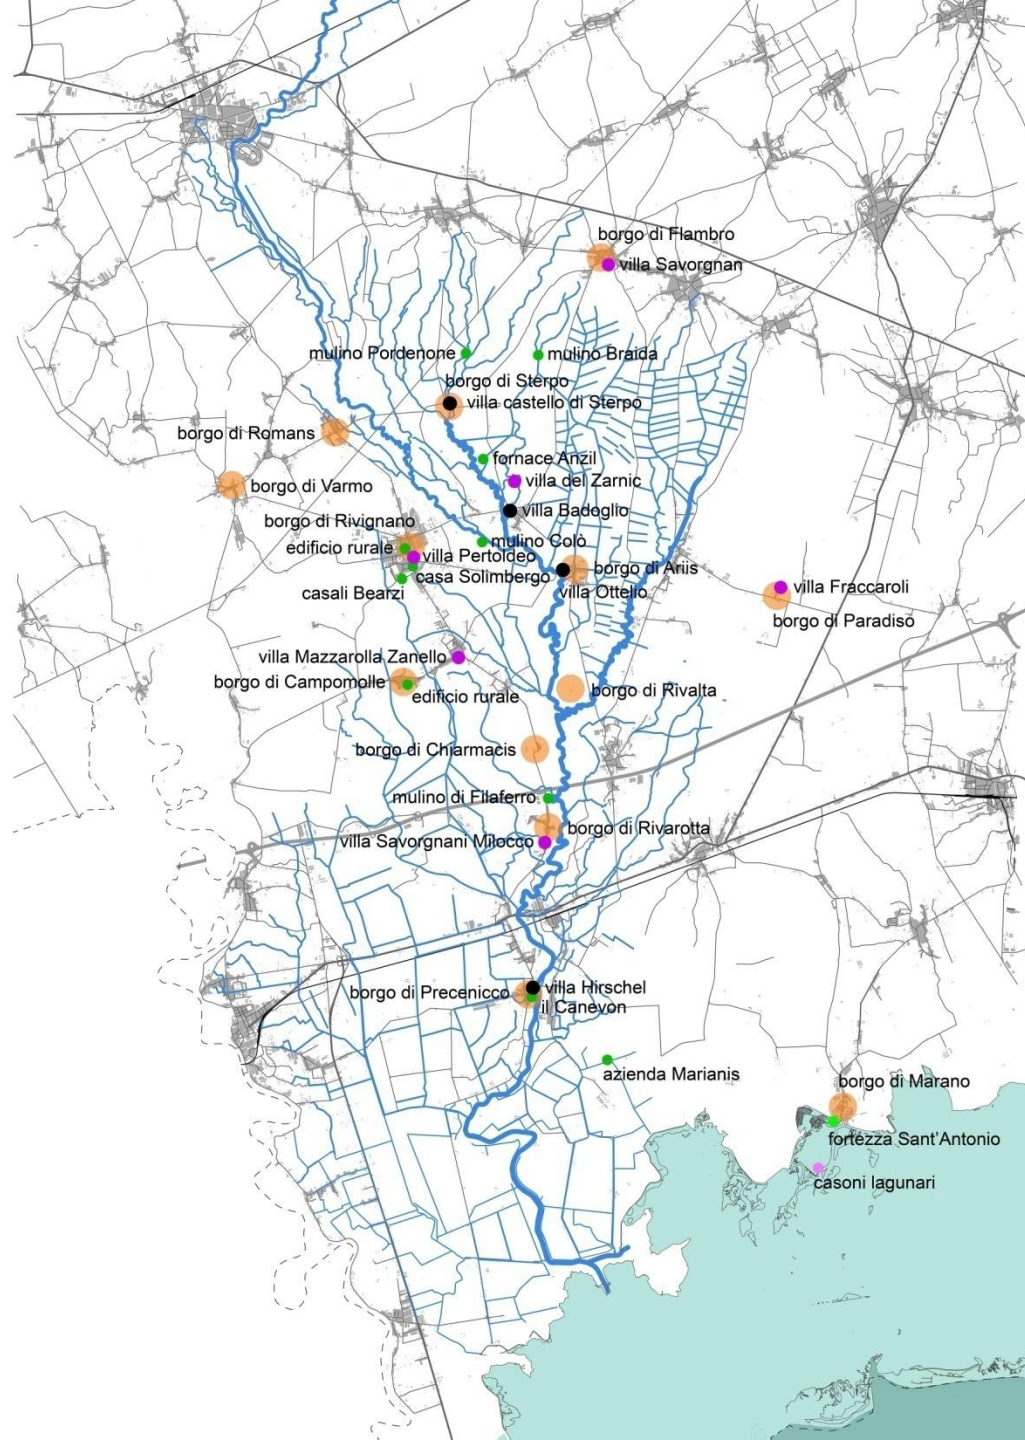 borgo di Flambro
villa Savorgnan
mulino Pordenone
mulino Braida
borgo di Sterpo
villa castello di Sterpo
borgo di Romans
fornace Anzil
villa del Zarnic
borgo di Varmo
villa Badoglio
borgo di Rivignano
mulino Colò
edificio rurale
villa Pertoldeo
casa Solimbergo
borgo di Ariis
casali Bearzi
villa Ottelio
villa Fraccaroli
borgo di Paradiso
villa Mazzarolla Zanello
borgo di Campomolle
edificio rurale
borgo di Rivalta
borgo di Chiarmacis
mulino di Filaferro
borgo di Rivarotta
villa Savorgnani Milocco
villa Hirschel
borgo di Precenicco
il Canevon
azienda Marianis
borgo di Marano
fortezza Sant'Antonio
casoni lagunari